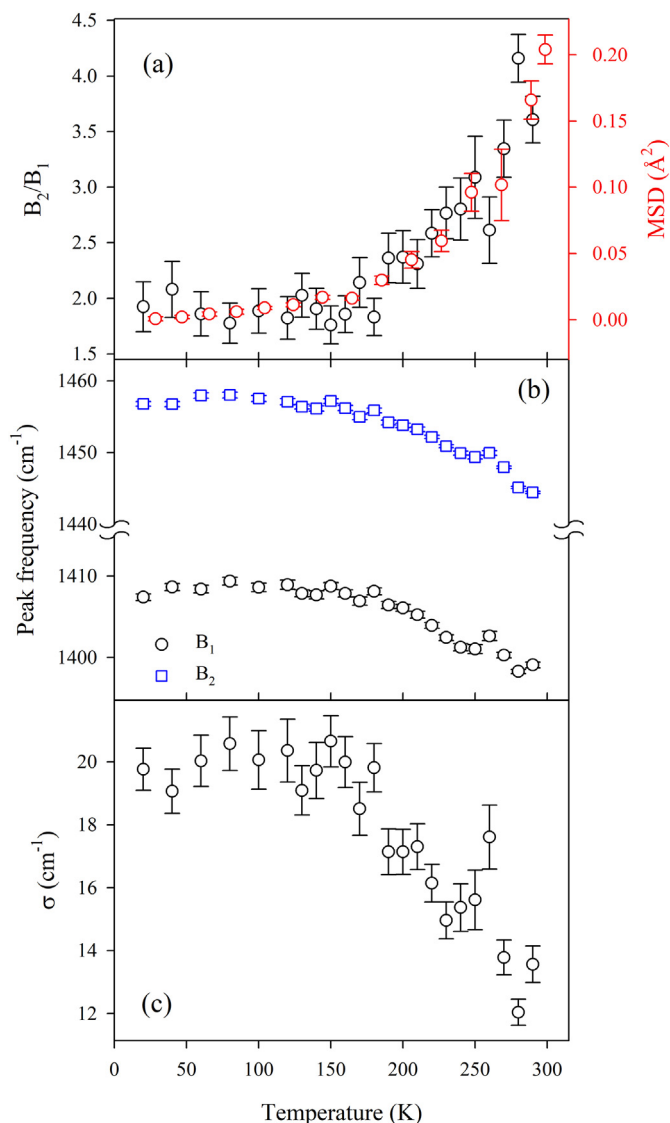 (a)
B₂/B₁
4.5
4.0
3.5
3.0
2.5
2.0
1.5
0.20
0.15
0.10
0.05
0.00
MSD (Å²)
(b)
Peak frequency (cm⁻¹)
1460
1450
1440
1410
1400
B₁
B₂
(c)
σ (cm⁻¹)
20
18
16
14
12
0 50 100 150 200 250 300
Temperature (K)